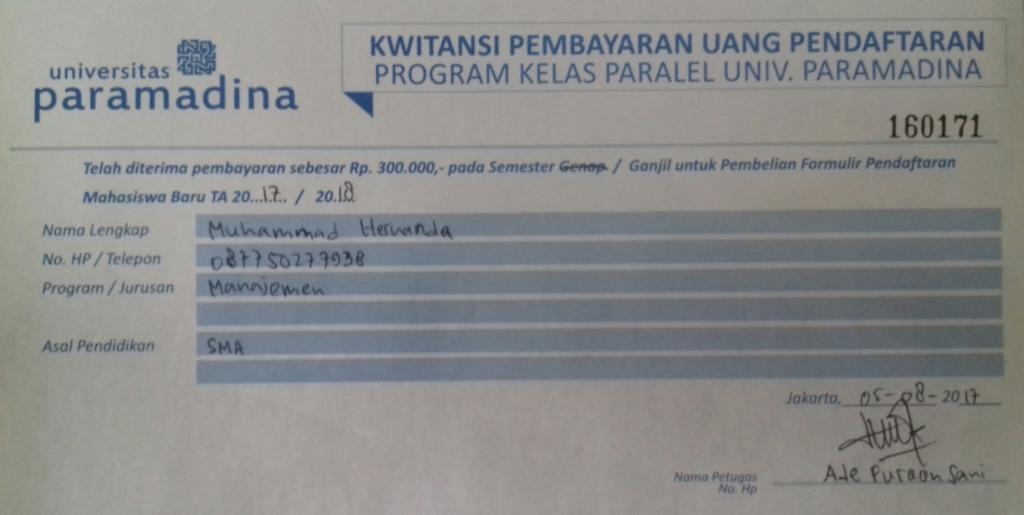 universitas
paramadina
KWITANSI PEMBAYARAN UANG PENDAFTARAN
PROGRAM KELAS PARALEL UNIV. PARAMADINA
160171
Telah diterima pembayaran sebesar Rp. 300.000,- pada Semester Genap / Ganjil untuk Pembelian Formulir Pendaftaran
Mahasiswa Baru TA 20...17.. / 20.18
Nama Lengkap Muhammad Hernanda
No. HP / Telepon 087750277938
Program / Jurusan Manajemen
Asal Pendidikan SMA
Jakarta, 05-08-2017
Nama Petugas Ade Sani
No. Hp